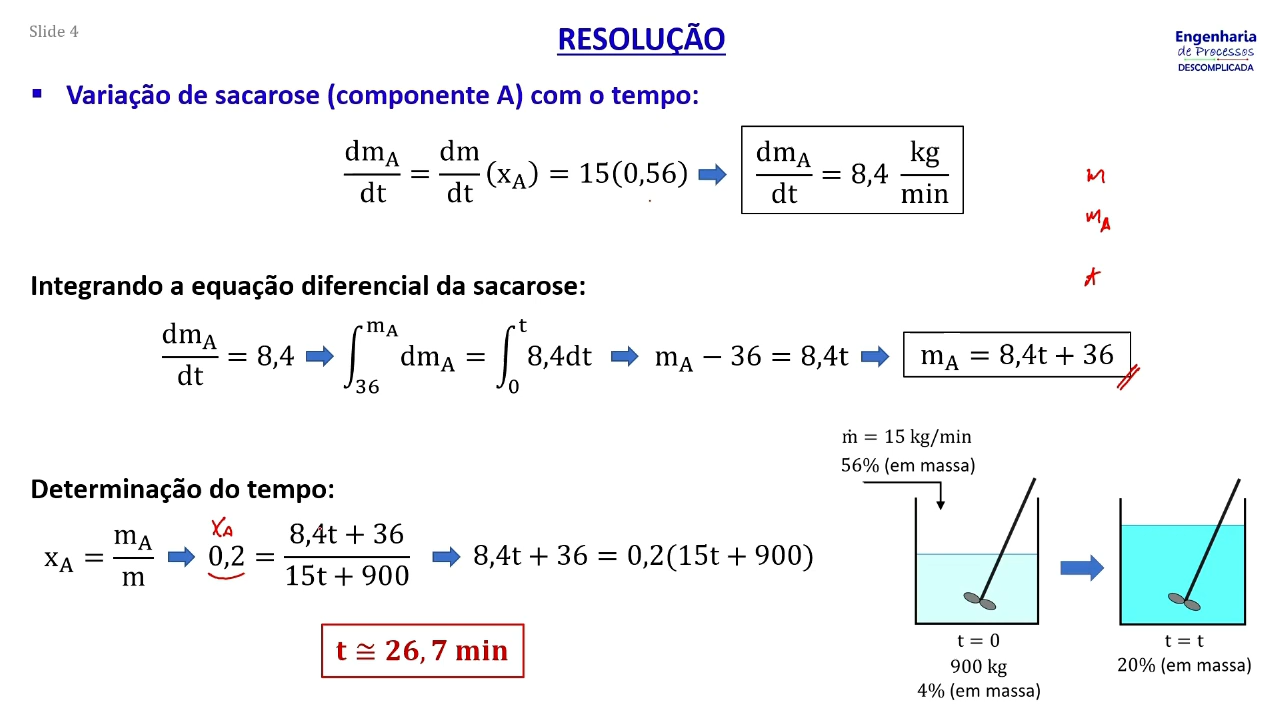 Slide 4
RESOLUÇÃO
Engenharia
de Processos
DESCOMPLICADA
▪ Variação de sacarose (componente A) com o tempo:
dm_A/dt = dm/dt (x_A) = 15(0,56) ➡ dm_A/dt = 8,4 kg/min
m
m_A
t
Integrando a equação diferencial da sacarose:
dm_A/dt = 8,4 ➡ ∫_36^{m_A} dm_A = ∫_0^t 8,4dt ➡ m_A − 36 = 8,4t ➡ m_A = 8,4t + 36
ṁ = 15 kg/min
56% (em massa)
Determinação do tempo:
x_A
x_A = m_A/m ➡ 0,2 = (8,4t + 36)/(15t + 900) ➡ 8,4t + 36 = 0,2(15t + 900)
t ≅ 26,7 min
t = 0
900 kg
4% (em massa)
t = t
20% (em massa)